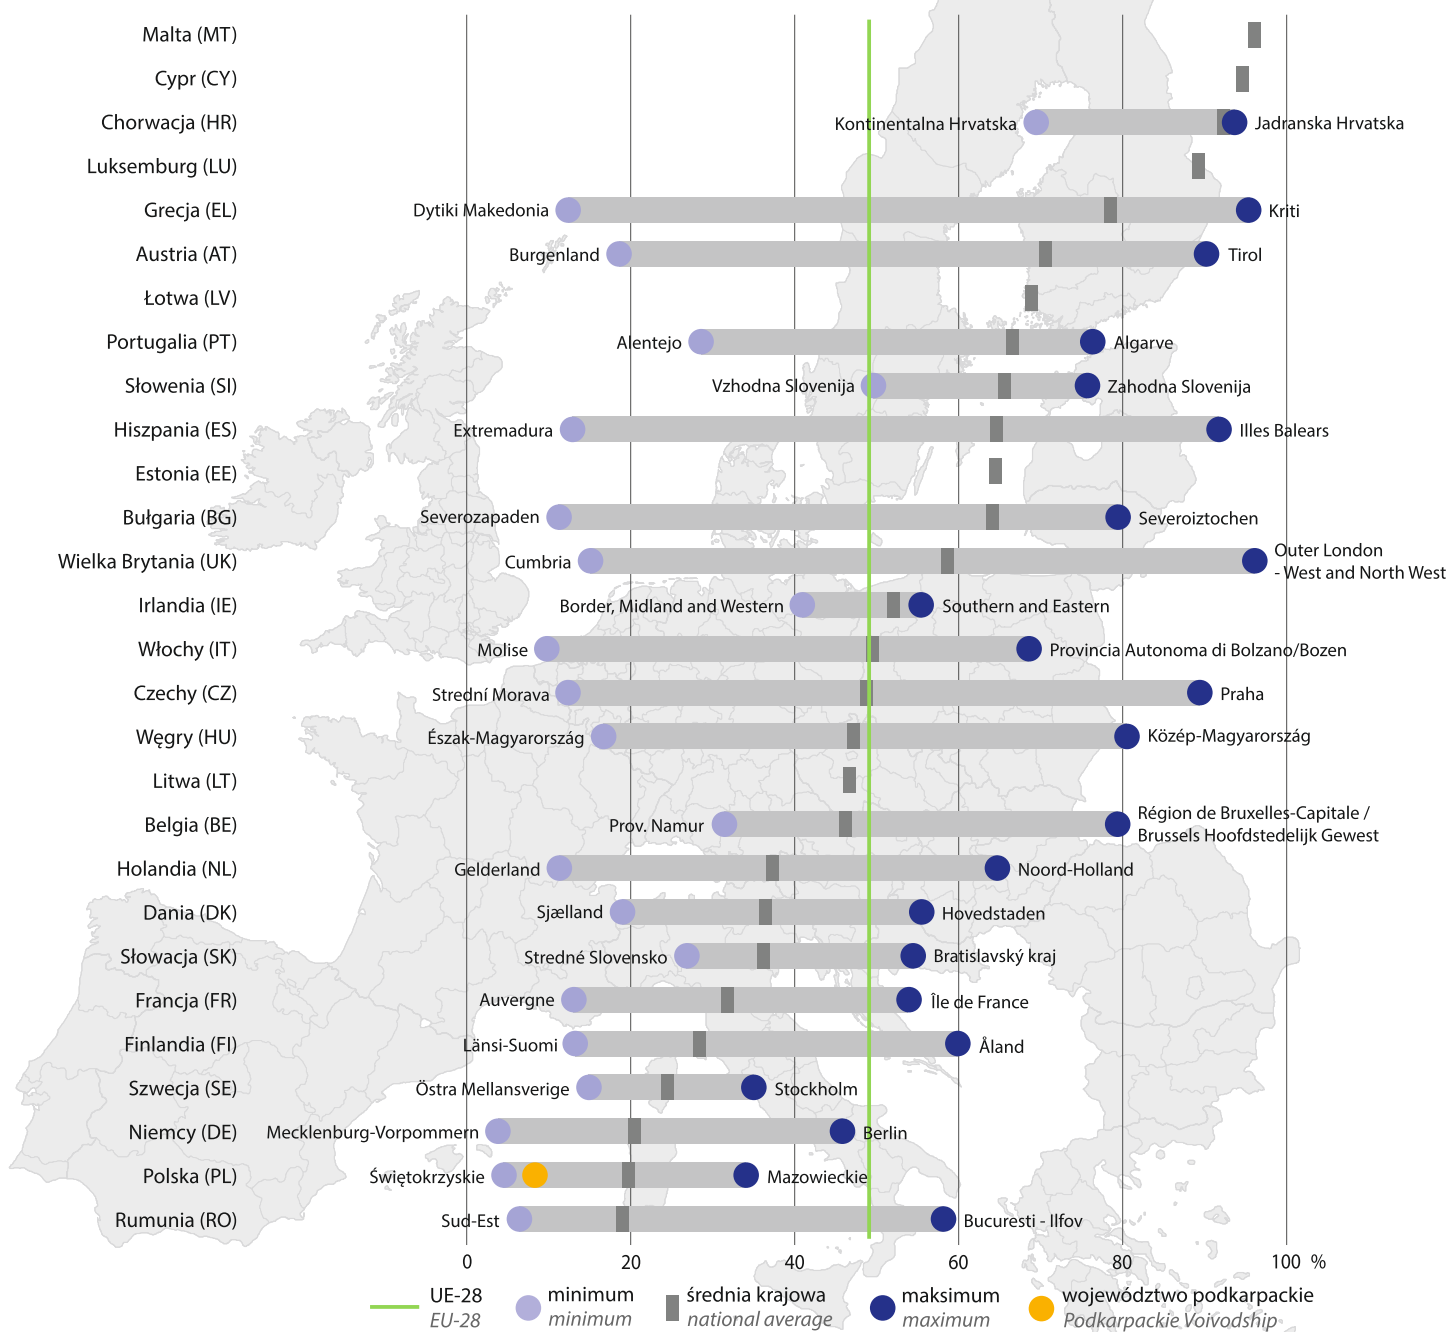 Malta (MT)
Cypr (CY)
Chorwacja (HR) Kontinentalna Hrvatska Jadranska Hrvatska
Luksemburg (LU)
Grecja (EL) Dytiki Makedonia Kriti
Austria (AT) Burgenland Tirol
Łotwa (LV)
Portugalia (PT) Alentejo Algarve
Słowenia (SI) Vzhodna Slovenija Zahodna Slovenija
Hiszpania (ES) Extremadura Illes Balears
Estonia (EE)
Bułgaria (BG) Severozapaden Severoiztochen
Wielka Brytania (UK) Cumbria Outer London
- West and North West
Irlandia (IE) Border, Midland and Western Southern and Eastern
Włochy (IT) Molise Provincia Autonoma di Bolzano/Bozen
Czechy (CZ) Strední Morava Praha
Węgry (HU) Észak-Magyarország Közép-Magyarország
Litwa (LT)
Belgia (BE) Prov. Namur Région de Bruxelles-Capitale /
Brussels Hoofdstedelijk Gewest
Holandia (NL) Gelderland Noord-Holland
Dania (DK) Sjælland Hovedstaden
Słowacja (SK) Stredné Slovensko Bratislavský kraj
Francja (FR) Auvergne Île de France
Finlandia (FI) Länsi-Suomi Åland
Szwecja (SE) Östra Mellansverige Stockholm
Niemcy (DE) Mecklenburg-Vorpommern Berlin
Polska (PL) Świętokrzyskie Mazowieckie
Rumunia (RO) Sud-Est Bucuresti - Ilfov
0 20 40 60 80 100 %
UE-28 minimum średnia krajowa maksimum województwo podkarpackie
EU-28 minimum national average maximum Podkarpackie Voivodship